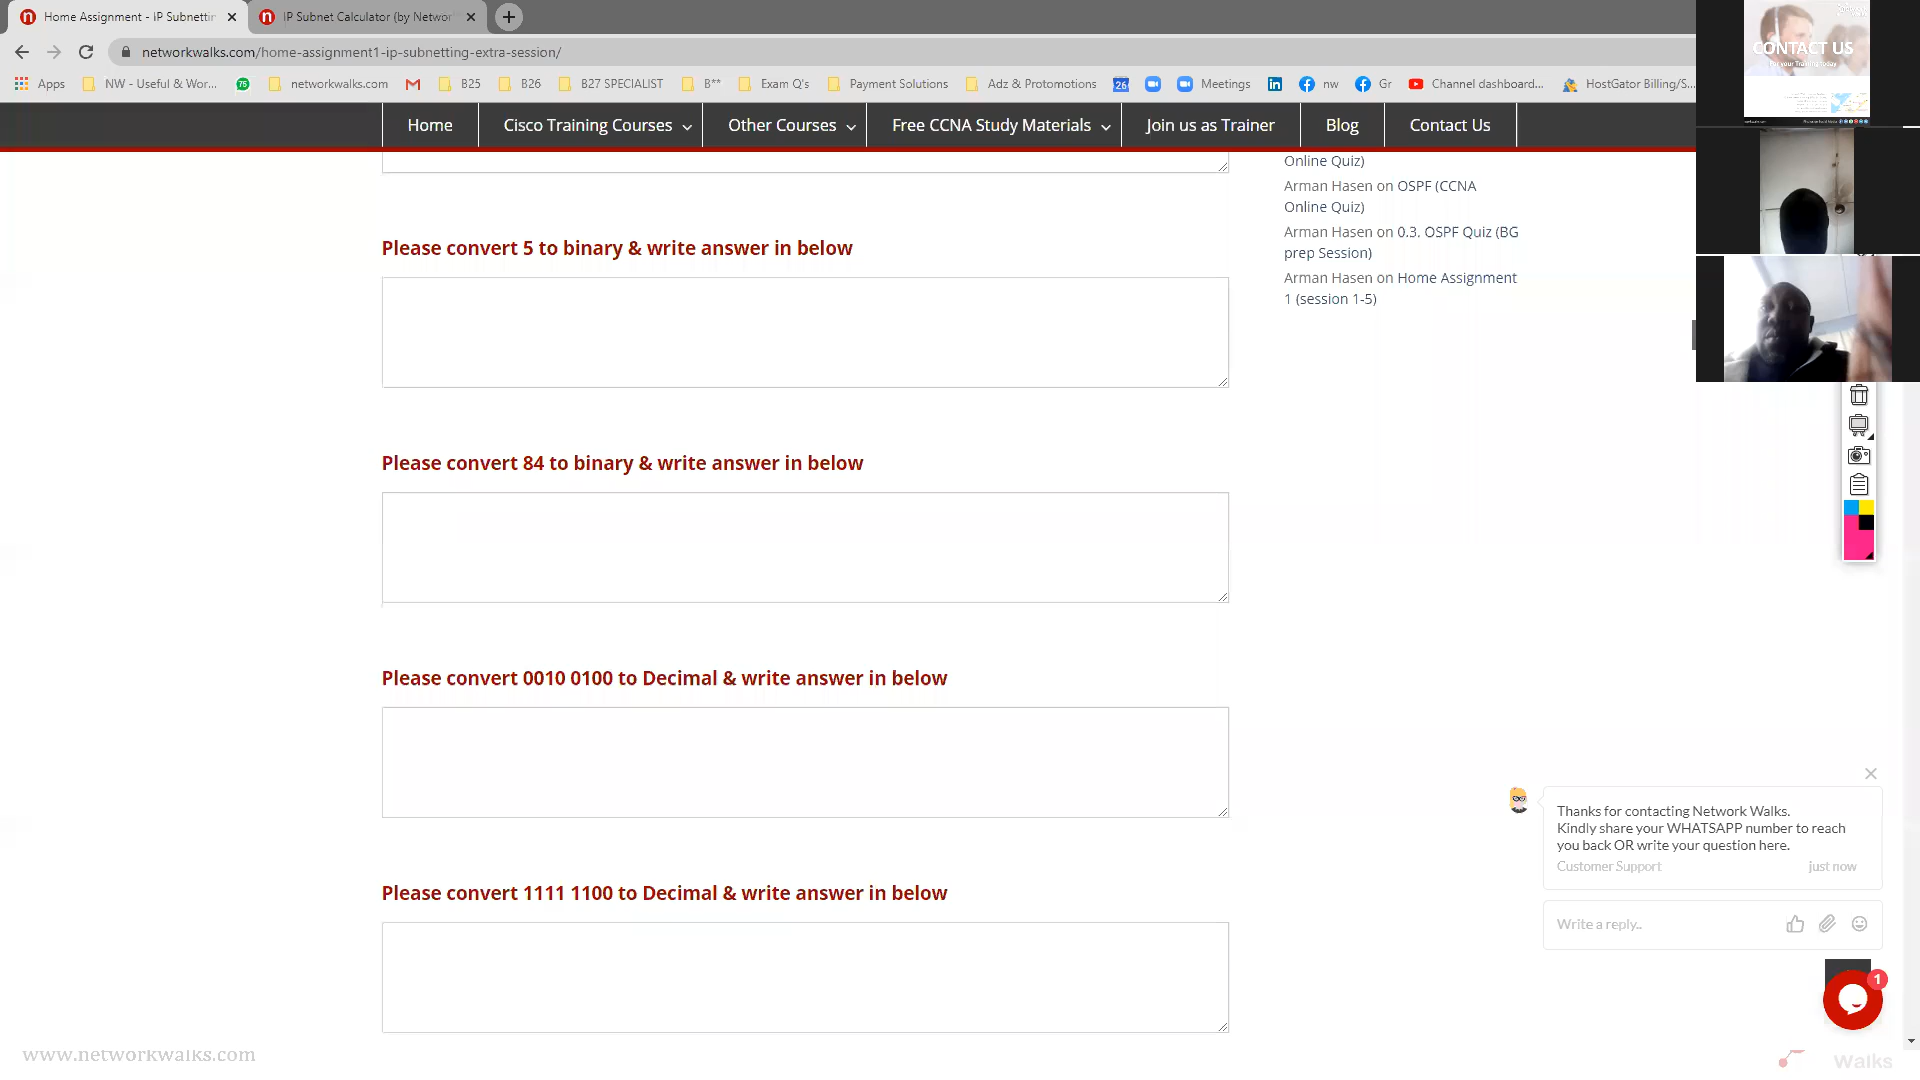 Home Assignment - IP Subnettin
IP Subnet Calculator (by Networ
networkwalks.com/home-assignment1-ip-subnetting-extra-session/
Apps
NW - Useful & Wor...
75
networkwalks.com
B25
B26
B27 SPECIALIST
B**
Exam Q's
Payment Solutions
Adz & Protomotions
26
Meetings
nw
Gr
Channel dashboard...
HostGator Billing/S...
CONTACT US
Home
Cisco Training Courses
Other Courses
Free CCNA Study Materials
Join us as Trainer
Blog
Contact Us
Online Quiz)
Arman Hasen on OSPF (CCNA
Online Quiz)
Arman Hasen on 0.3. OSPF Quiz (BG
prep Session)
Arman Hasen on Home Assignment
1 (session 1-5)
Please convert 5 to binary & write answer in below
Please convert 84 to binary & write answer in below
Please convert 0010 0100 to Decimal & write answer in below
Please convert 1111 1100 to Decimal & write answer in below
Thanks for contacting Network Walks.
Kindly share your WHATSAPP number to reach
you back OR write your question here.
Customer Support
just now
Write a reply..
1
www.networkwalks.com
Walks